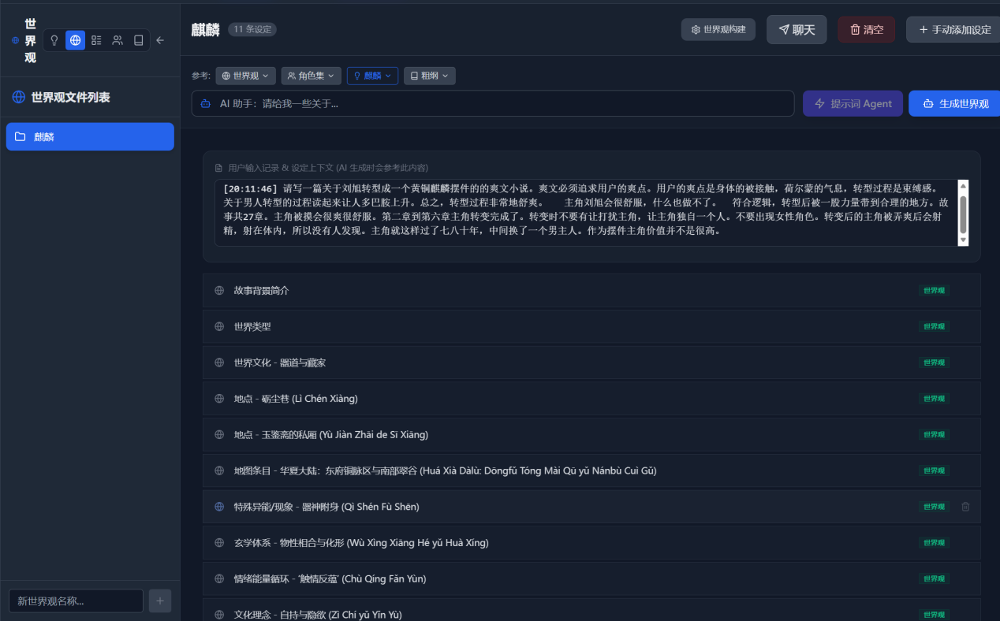 世界观
麒麟
11 条设定
世界观构建
聊天
清空
手动添加设定
世界观文件列表
麒麟
参考:
世界观
角色集
麒麟
粗纲
AI 助手：请给我一些关于...
提示词 Agent
生成世界观
用户输入记录 & 设定上下文 (AI 生成时会参考此内容)
[20:11:46] 请写一篇关于刘旭转型成一个黄铜麒麟摆件的的爽文小说。爽文必须追求用户的爽点。用户的爽点是身体的被接触，荷尔蒙的气息，转型过程是束缚感。
关于男人转型的过程读起来让人多巴胺上升。总之，转型过程非常地舒爽。　　主角刘旭会很舒服，什么也做不了。　符合逻辑，转型后被一股力量带到合理的地方。故
事共27章。主角被摸会很爽很舒服。第二章到第六章主角转变完成了。转变时不要有让打扰主角，让主角独自一个人。不要出现女性角色。转变后的主角被弄爽后会射
精，射在体内，所以没有人发现。主角就这样过了七八十年，中间换了一个男主人。作为摆件主角价值并不是很高。
故事背景简介
世界观
世界类型
世界观
世界文化 - 器道与藏家
世界观
地点 - 砺尘巷 (Lì Chén Xiàng)
世界观
地点 - 玉鉴斋的私厢 (Yù Jiàn Zhāi de Sī Xiāng)
世界观
地图条目 - 华夏大陆：东府铜脉区与南部翠谷 (Huá Xià Dàlù: Dōngfǔ Tóng Mài Qū yǔ Nánbù Cuì Gǔ)
世界观
特殊异能/现象 - 器神附身 (Qì Shén Fù Shēn)
世界观
玄学体系 - 物性相合与化形 (Wù Xìng Xiāng Hé yǔ Huà Xíng)
世界观
情绪能量循环 - '触情反蕴' (Chù Qíng Fǎn Yùn)
世界观
文化理念 - 自持与隐欲 (Zì Chí yǔ Yǐn Yù)
世界观
新世界观名称...